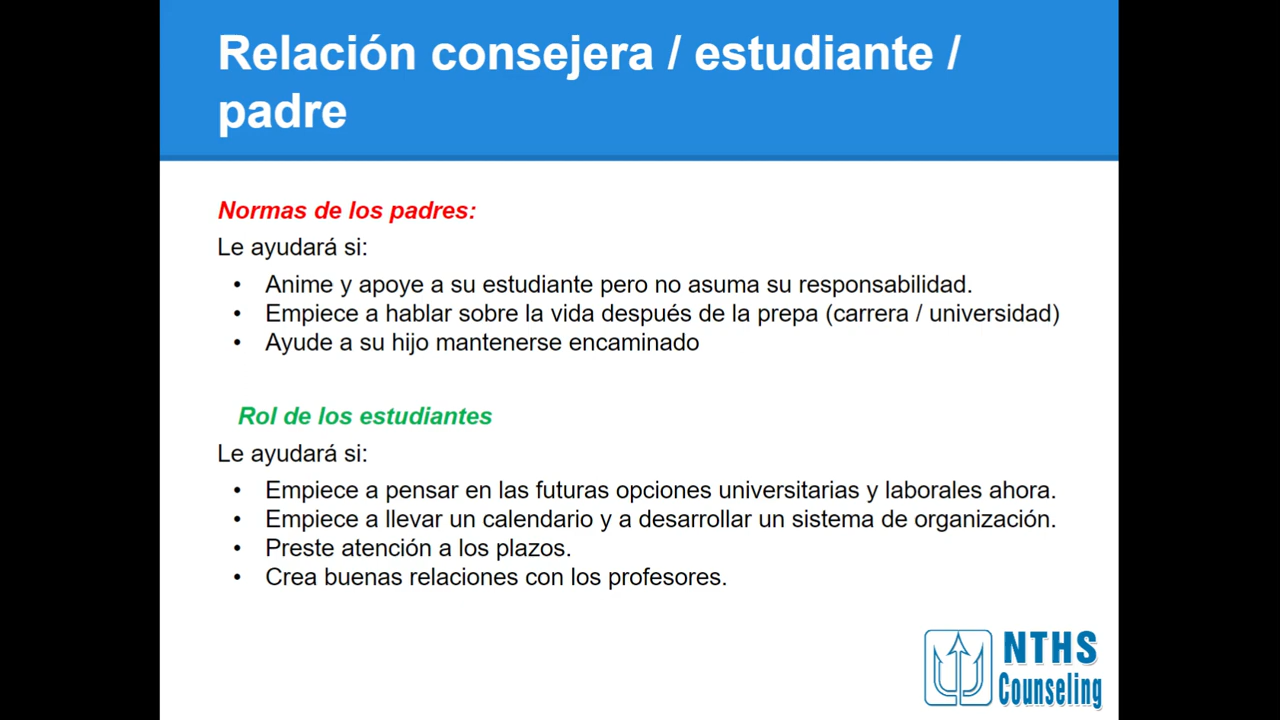 Relación consejera / estudiante /
padre
Normas de los padres:
Le ayudará si:
• Anime y apoye a su estudiante pero no asuma su responsabilidad.
• Empiece a hablar sobre la vida después de la prepa (carrera / universidad)
• Ayude a su hijo mantenerse encaminado
Rol de los estudiantes
Le ayudará si:
• Empiece a pensar en las futuras opciones universitarias y laborales ahora.
• Empiece a llevar un calendario y a desarrollar un sistema de organización.
• Preste atención a los plazos.
• Crea buenas relaciones con los profesores.
NTHS
Counseling